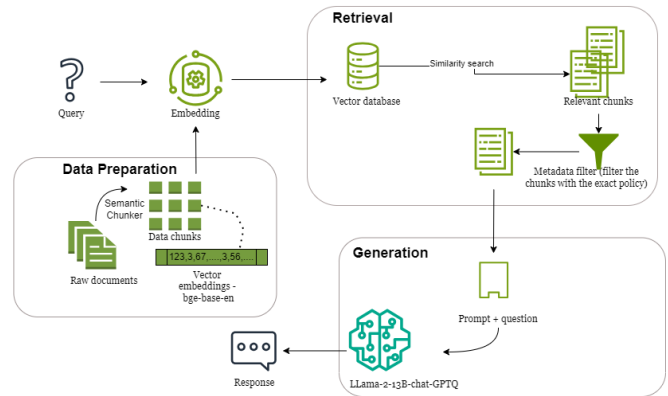 Retrieval
Similarity search
Query
Embedding
Vector database
Relevant chunks
Data Preparation
Semantic
Chunker
Data chunks
Metadata filter (filter the
chunks with the exact policy)
123,3,67,....,3,56,....
Raw documents
Vector
embeddings -
bge-base-en
Generation
Prompt + question
Response
LLama-2-13B-chat-GPTQ